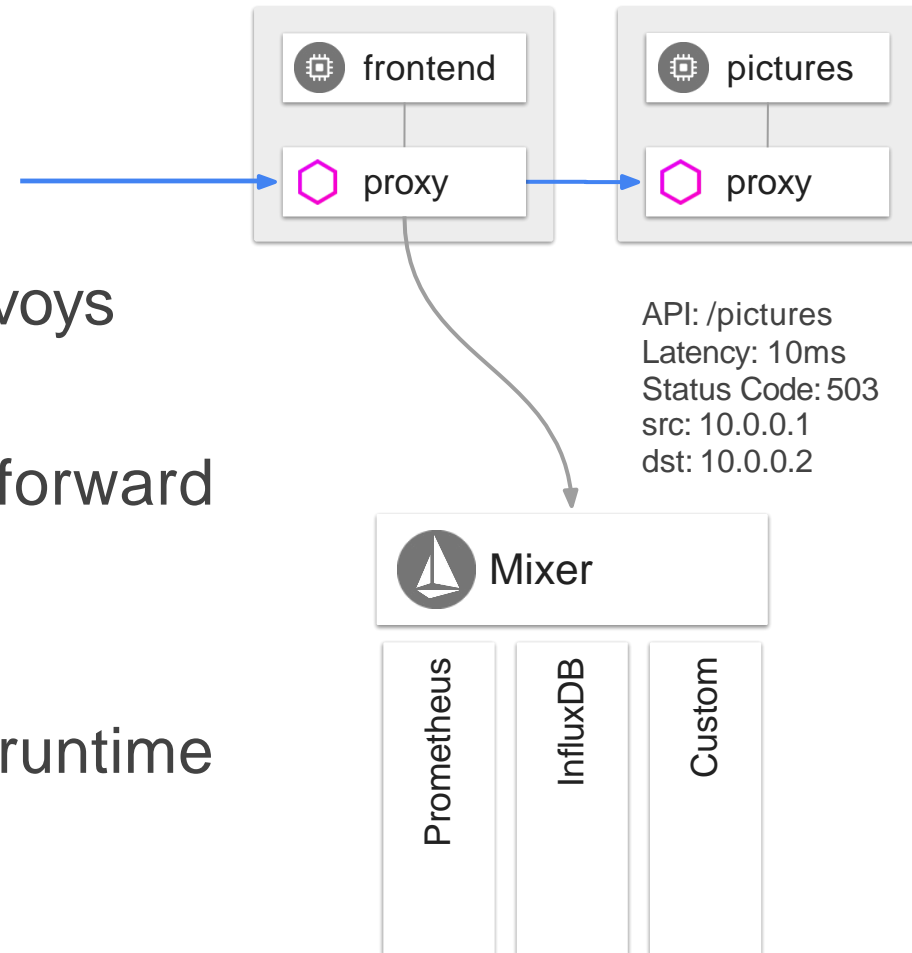 frontend
pictures
proxy
proxy
voys
API: /pictures
Latency: 10ms
Status Code: 503
src: 10.0.0.1
dst: 10.0.0.2
forward
Mixer
runtime
Prometheus
InfluxDB
Custom